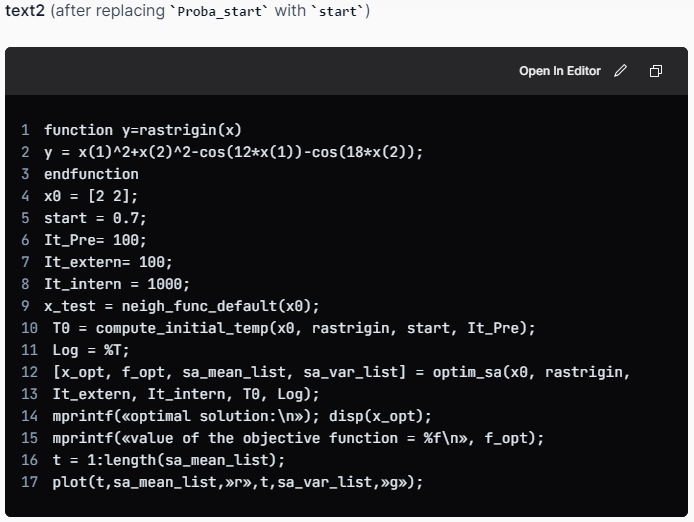 text2 (after replacing `Proba_start` with `start`)
Open In Editor
1 function y=rastrigin(x)
2 y = x(1)^2+x(2)^2-cos(12*x(1))-cos(18*x(2));
3 endfunction
4 x0 = [2 2];
5 start = 0.7;
6 It_Pre= 100;
7 It_extern= 100;
8 It_intern = 1000;
9 x_test = neigh_func_default(x0);
10 T0 = compute_initial_temp(x0, rastrigin, start, It_Pre);
11 Log = %T;
12 [x_opt, f_opt, sa_mean_list, sa_var_list] = optim_sa(x0, rastrigin,
13 It_extern, It_intern, T0, Log);
14 mprintf(«optimal solution:\n»); disp(x_opt);
15 mprintf(«value of the objective function = %f\n», f_opt);
16 t = 1:length(sa_mean_list);
17 plot(t,sa_mean_list,»r»,t,sa_var_list,»g»);